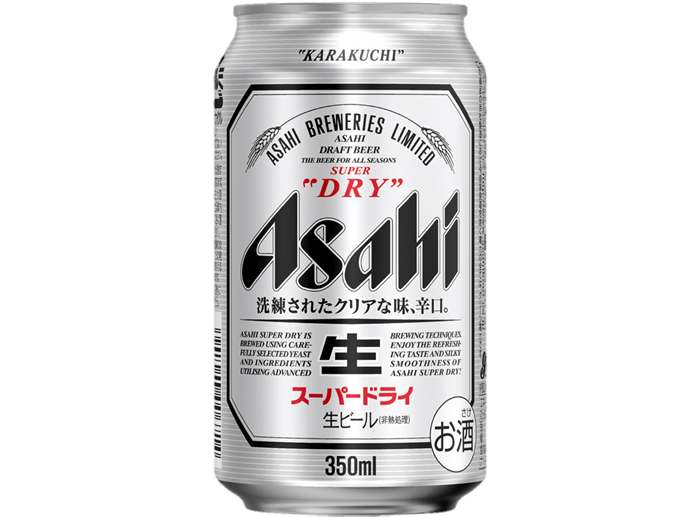 "KARAKUCHI"
ASAHI BREWERIES LIMITED
ASAHI
DRAFT BEER
THE BEER FOR ALL SEASONS
SUPER
"DRY"
Asahi
洗練されたクリアな味、辛口。
ASAHI SUPER DRY IS
BREWED USING CARE-
FULLY SELECTED YEAST
AND INGREDIENTS
UTILISING ADVANCED
生
BREWING TECHNIQUES.
ENJOY THE REFRESH-
ING TASTE AND SILKY
SMOOTHNESS OF
ASAHI SUPER DRY!
スーパードライ
生ビール(非熱処理)
さけ
お酒
350ml